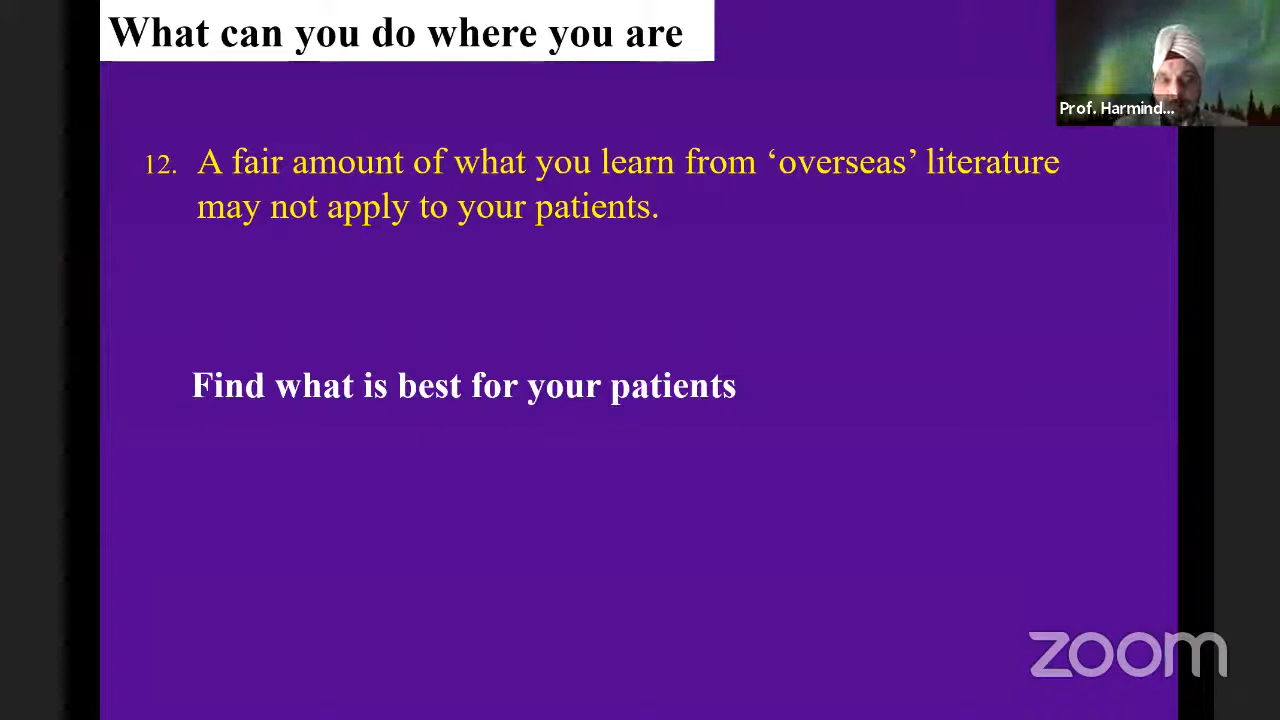 What can you do where you are
Prof. Harmind...
12. A fair amount of what you learn from ‘overseas’ literature
may not apply to your patients.
Find what is best for your patients
zoom